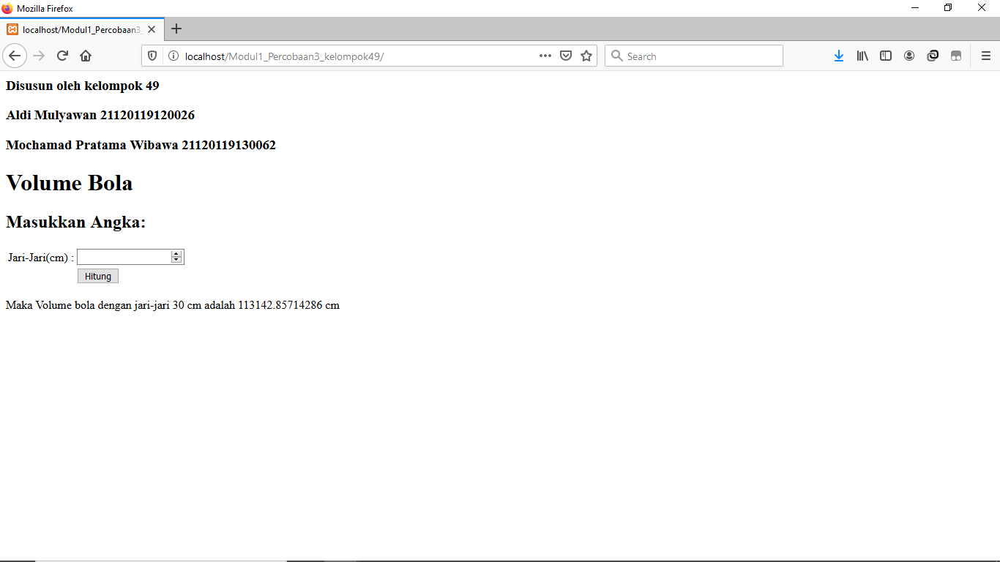 Mozilla Firefox
localhost/Modul1_Percobaan3_
localhost/Modul1_Percobaan3_kelompok49/
Search
Disusun oleh kelompok 49
Aldi Mulyawan 21120119120026
Mochamad Pratama Wibawa 21120119130062
Volume Bola
Masukkan Angka:
Jari-Jari(cm) :
Hitung
Maka Volume bola dengan jari-jari 30 cm adalah 113142.85714286 cm